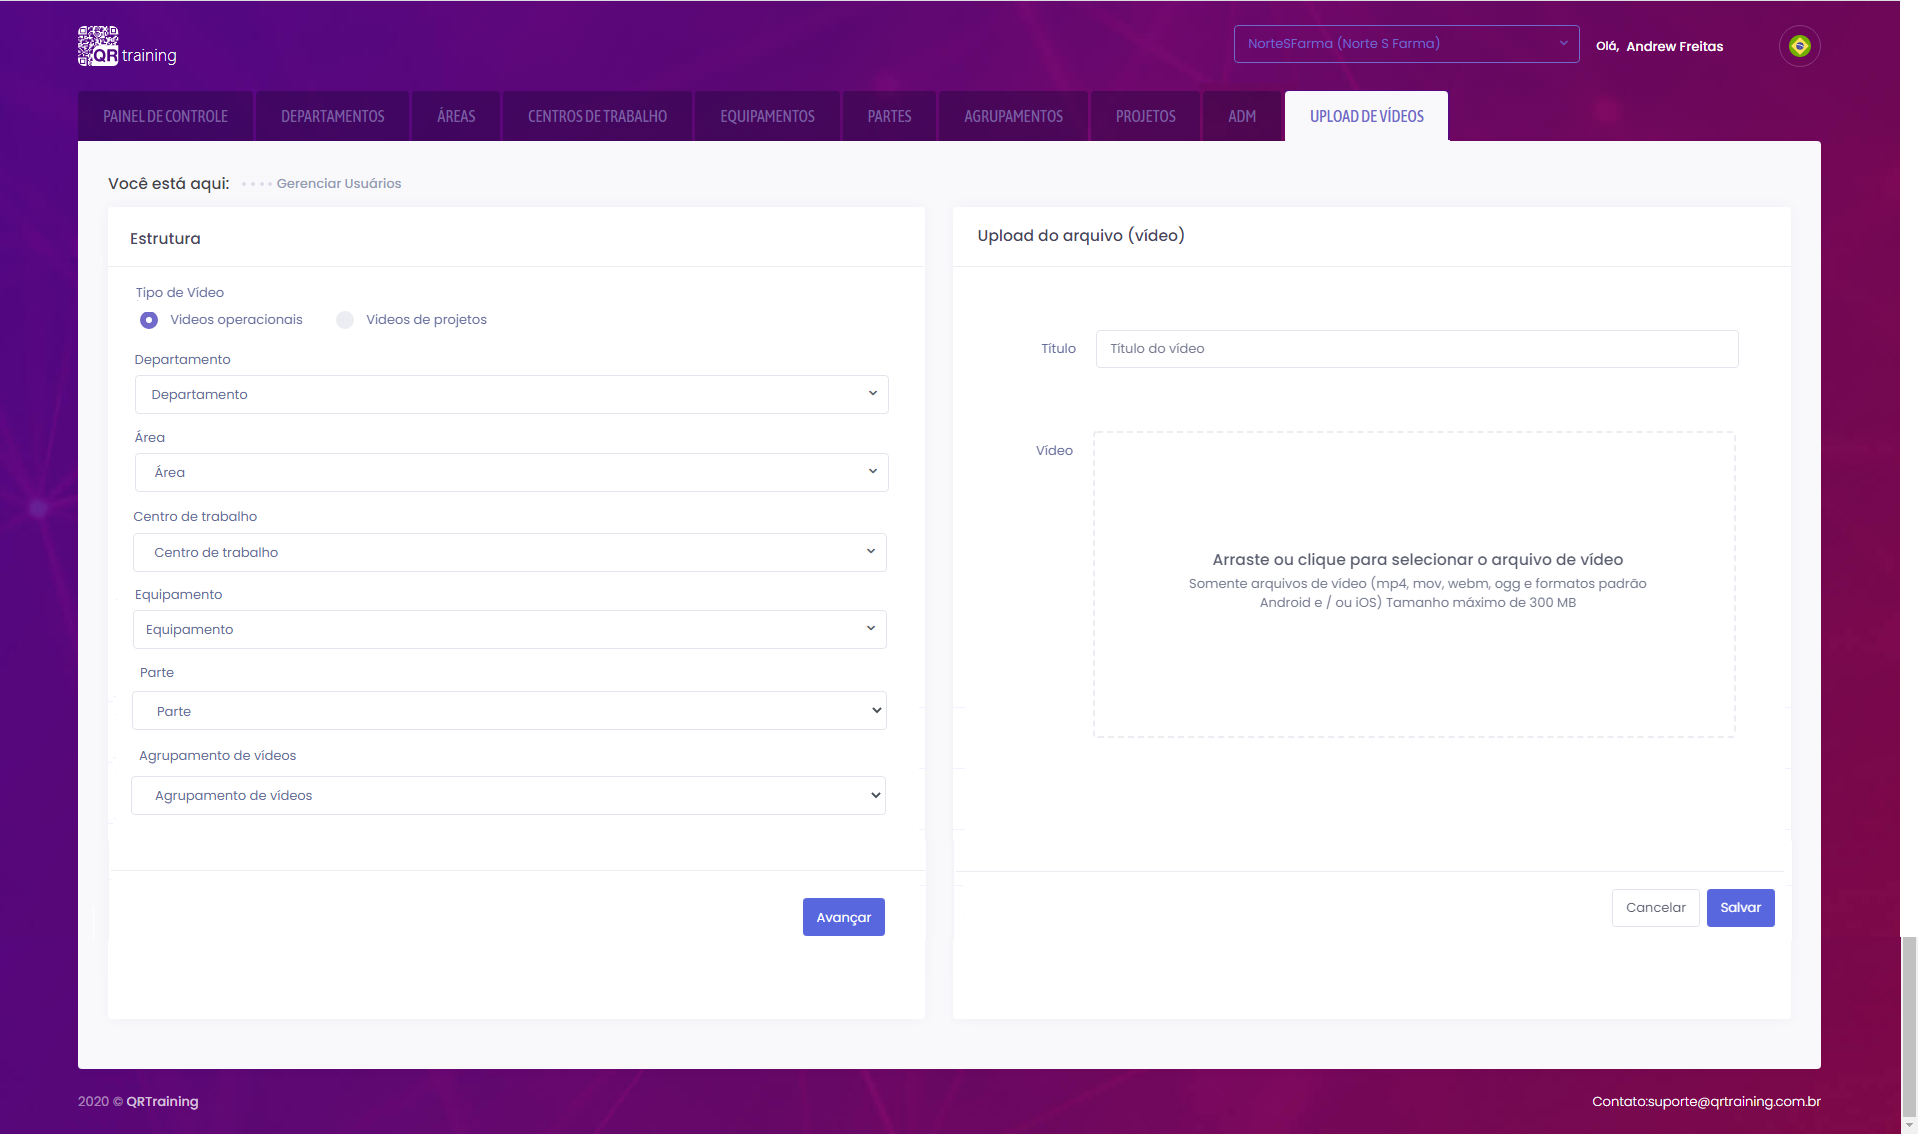 QR training
NorteSFarma (Norte S Farma)
Olá, Andrew Freitas
PAINEL DE CONTROLE
DEPARTAMENTOS
ÁREAS
CENTROS DE TRABALHO
EQUIPAMENTOS
PARTES
AGRUPAMENTOS
PROJETOS
ADM
UPLOAD DE VÍDEOS
Você está aqui: Gerenciar Usuários
Estrutura
Tipo de Vídeo
Videos operacionais
Videos de projetos
Departamento
Departamento
Área
Área
Centro de trabalho
Centro de trabalho
Equipamento
Equipamento
Parte
Parte
Agrupamento de vídeos
Agrupamento de vídeos
Avançar
Upload do arquivo (vídeo)
Título
Título do vídeo
Vídeo
Arraste ou clique para selecionar o arquivo de vídeo
Somente arquivos de vídeo (mp4, mov, webm, ogg e formatos padrão
Android e / ou iOS) Tamanho máximo de 300 MB
Cancelar
Salvar
2020 © QRTraining
Contato:suporte@qrtraining.com.br